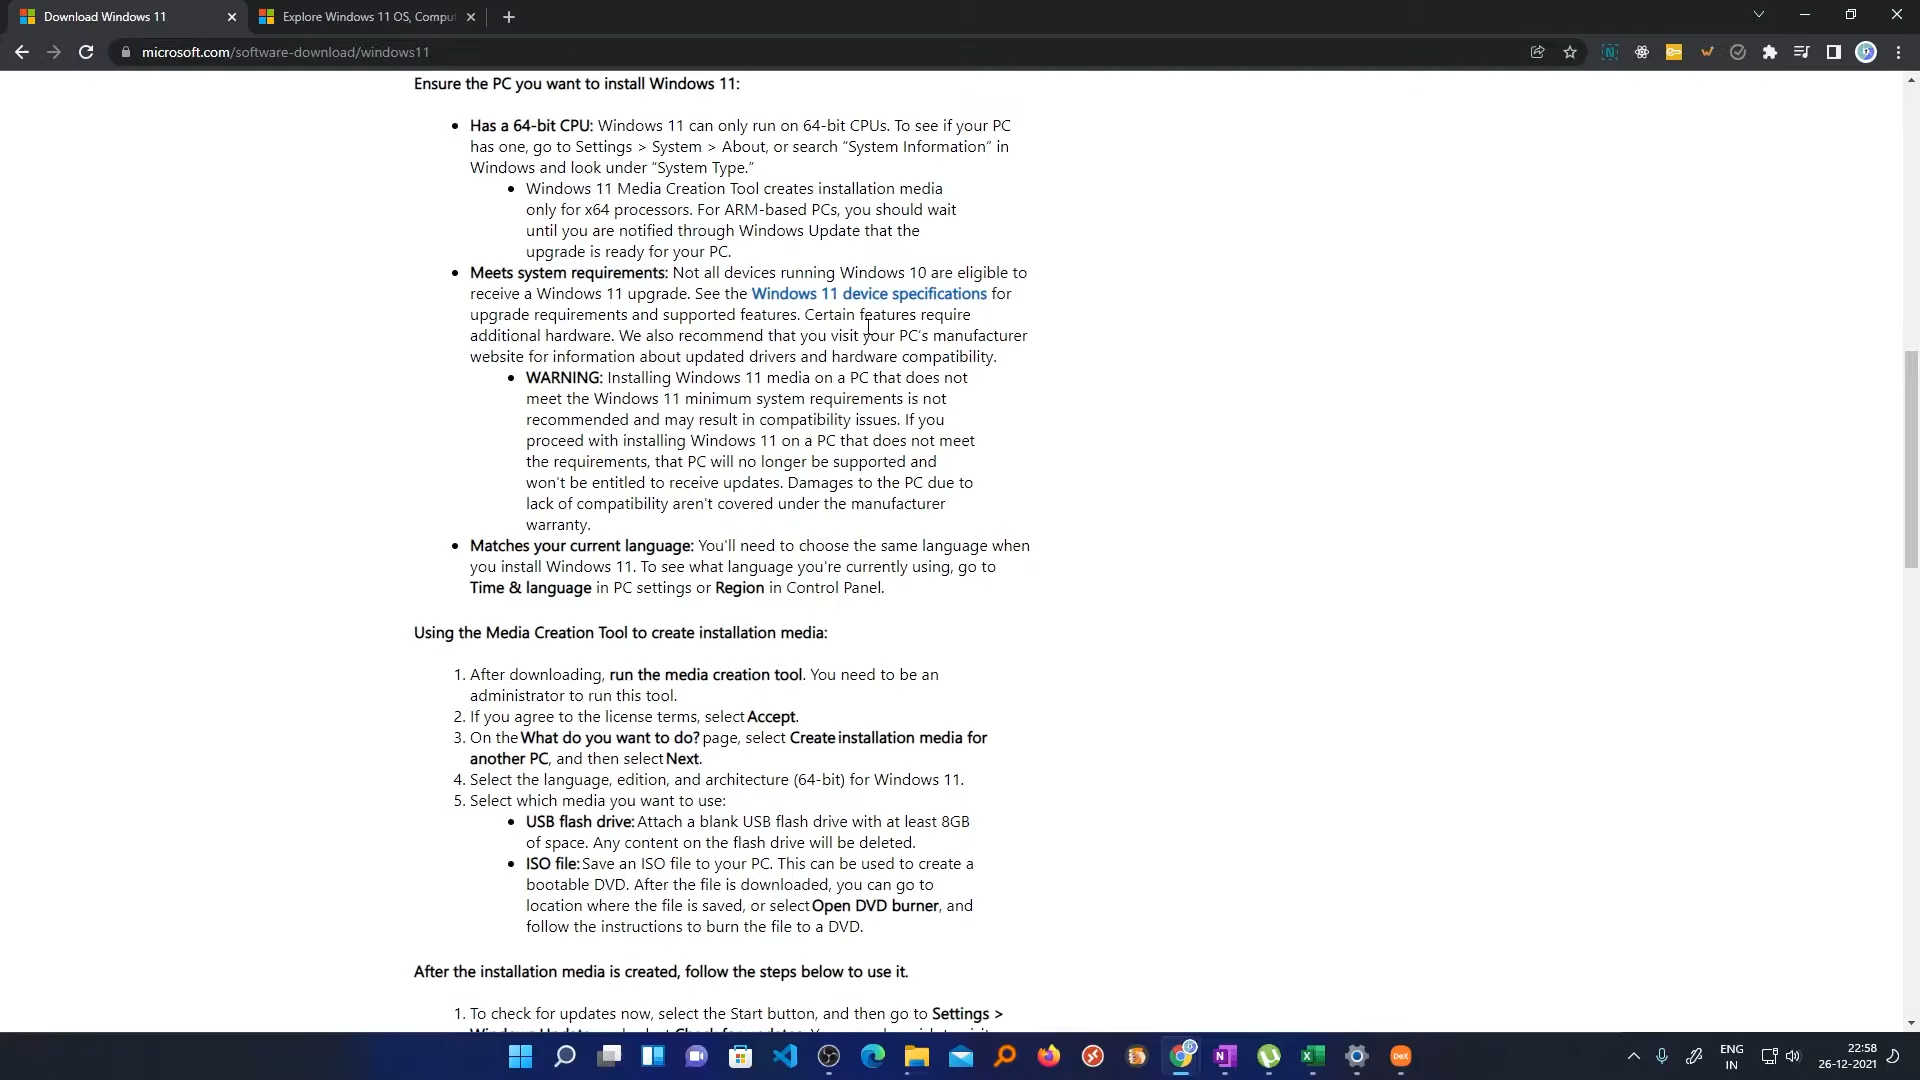 Download Windows 11
Explore Windows 11 OS, Comput
microsoft.com/software-download/windows11
Ensure the PC you want to install Windows 11:
Has a 64-bit CPU: Windows 11 can only run on 64-bit CPUs. To see if your PC
has one, go to Settings > System > About, or search “System Information” in
Windows and look under “System Type.”
Windows 11 Media Creation Tool creates installation media
only for x64 processors. For ARM-based PCs, you should wait
until you are notified through Windows Update that the
upgrade is ready for your PC.
Meets system requirements: Not all devices running Windows 10 are eligible to
receive a Windows 11 upgrade. See the Windows 11 device specifications for
upgrade requirements and supported features. Certain features require
additional hardware. We also recommend that you visit your PC's manufacturer
website for information about updated drivers and hardware compatibility.
WARNING: Installing Windows 11 media on a PC that does not
meet the Windows 11 minimum system requirements is not
recommended and may result in compatibility issues. If you
proceed with installing Windows 11 on a PC that does not meet
the requirements, that PC will no longer be supported and
won't be entitled to receive updates. Damages to the PC due to
lack of compatibility aren't covered under the manufacturer
warranty.
Matches your current language: You'll need to choose the same language when
you install Windows 11. To see what language you're currently using, go to
Time & language in PC settings or Region in Control Panel.
Using the Media Creation Tool to create installation media:
1. After downloading, run the media creation tool. You need to be an
administrator to run this tool.
2. If you agree to the license terms, select Accept.
3. On the What do you want to do? page, select Create installation media for
another PC, and then select Next.
4. Select the language, edition, and architecture (64-bit) for Windows 11.
5. Select which media you want to use:
USB flash drive: Attach a blank USB flash drive with at least 8GB
of space. Any content on the flash drive will be deleted.
ISO file: Save an ISO file to your PC. This can be used to create a
bootable DVD. After the file is downloaded, you can go to
location where the file is saved, or select Open DVD burner, and
follow the instructions to burn the file to a DVD.
After the installation media is created, follow the steps below to use it.
1. To check for updates now, select the Start button, and then go to Settings >
ENG
IN
22:58
26-12-2021